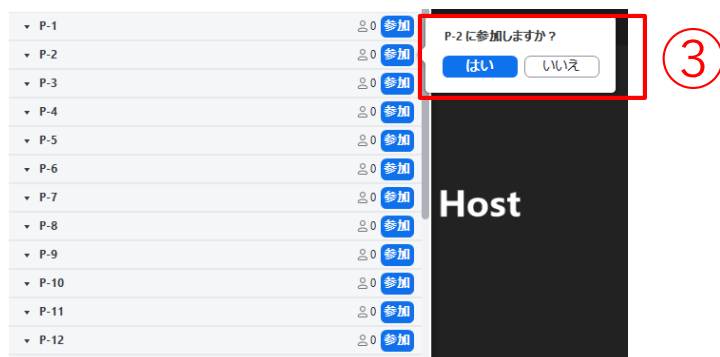 P-1 0 参加
P-2 0 参加
P-3 0 参加
P-4 0 参加
P-5 0 参加
P-6 0 参加
P-7 0 参加
P-8 0 参加
P-9 0 参加
P-10 0 参加
P-11 0 参加
P-12 0 参加
P-2 に参加しますか？
はい いいえ
③
Host